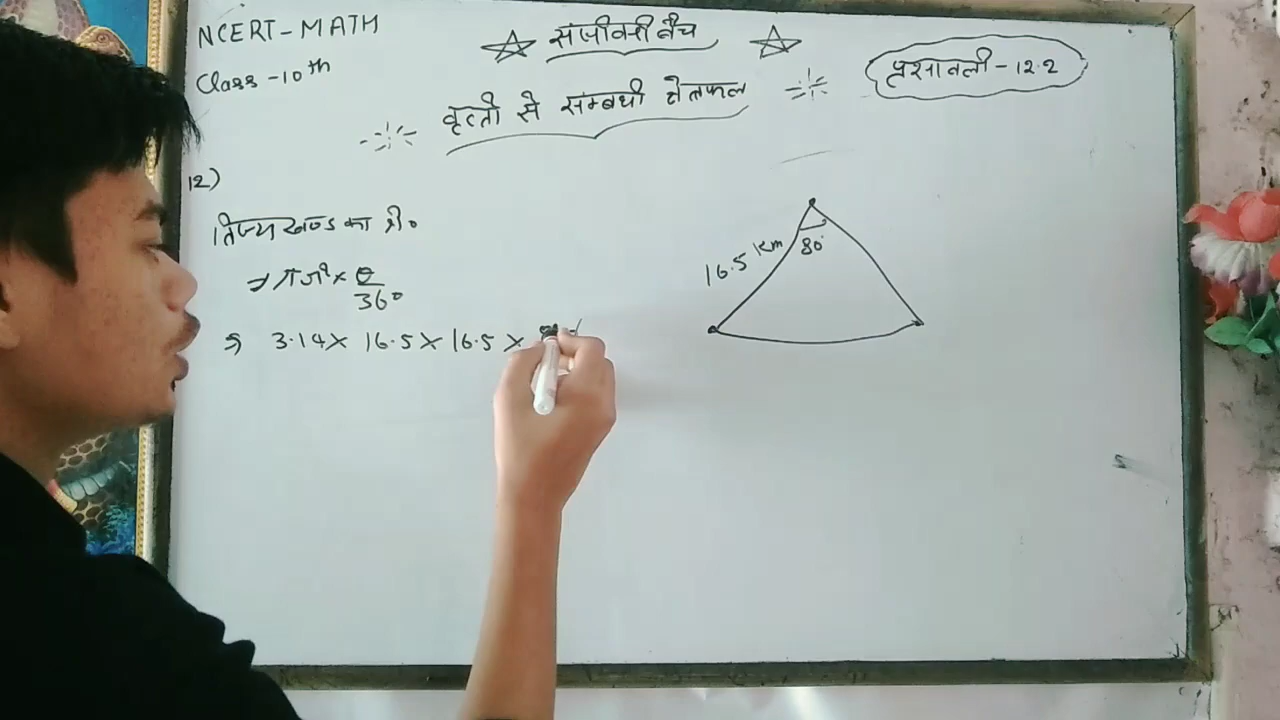 NCERT-MATH
Class-10th
संजीवनी बैच
प्रश्नावली-12.2
वृत्तो से सम्बधी क्षेतफल
12)
त्रिज्यखण्ड का क्षे०
⇒ πr² × θ/360
⇒ 3.14 × 16.5 × 16.5 ×
16.5 Km
80°